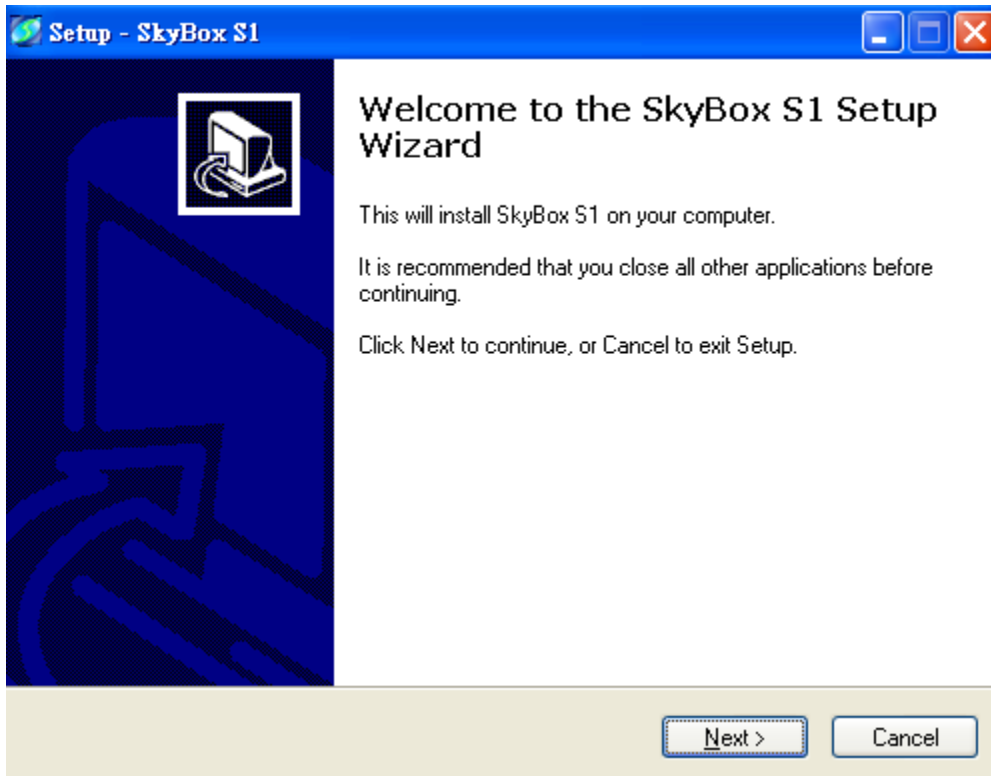 Setup - SkyBox S1
Welcome to the SkyBox S1 Setup
Wizard
This will install SkyBox S1 on your computer.
It is recommended that you close all other applications before
continuing.
Click Next to continue, or Cancel to exit Setup.
Next >
Cancel